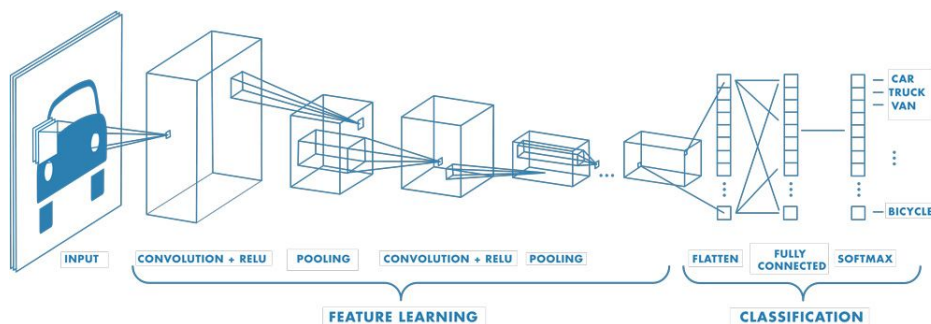 CAR
TRUCK
VAN
BICYCLE
INPUT
CONVOLUTION + RELU
POOLING
CONVOLUTION + RELU
POOLING
FLATTEN
FULLY
CONNECTED
SOFTMAX
FEATURE LEARNING
CLASSIFICATION